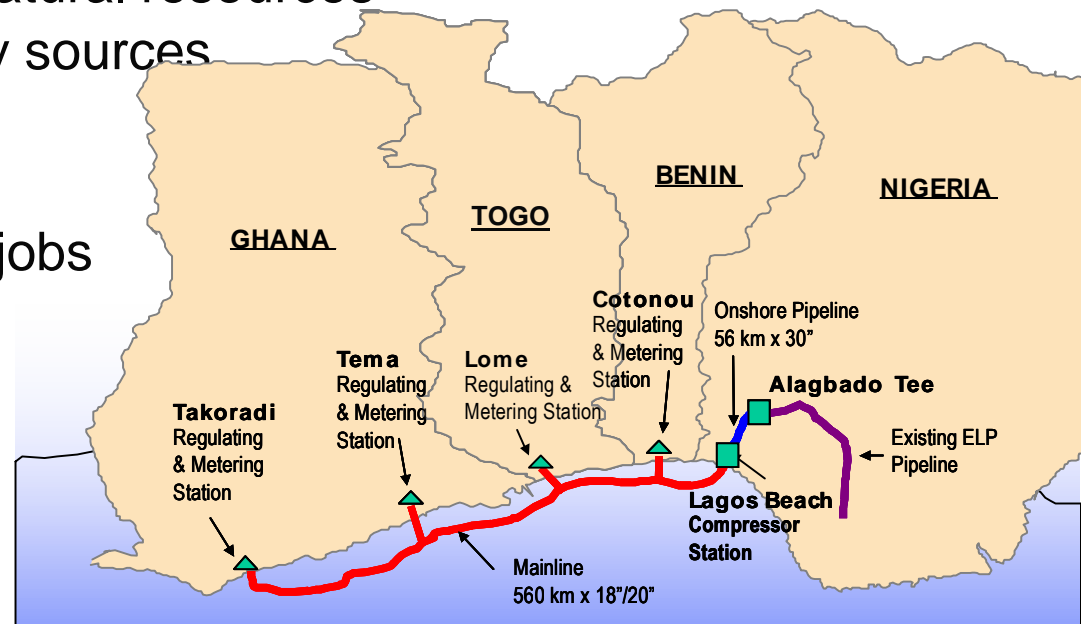 natural resources
sources
jobs
GHANA
TOGO
BENIN
NIGERIA
Takoradi
Regulating
& Metering
Station
Tema
Regulating
& Metering
Station
Lome
Regulating &
Metering Station
Cotonou
Regulating
& Metering
Station
Onshore Pipeline
56 km x 30”
Alagbado Tee
Existing ELP
Pipeline
Lagos Beach
Compressor
Station
Mainline
560 km x 18”/20”